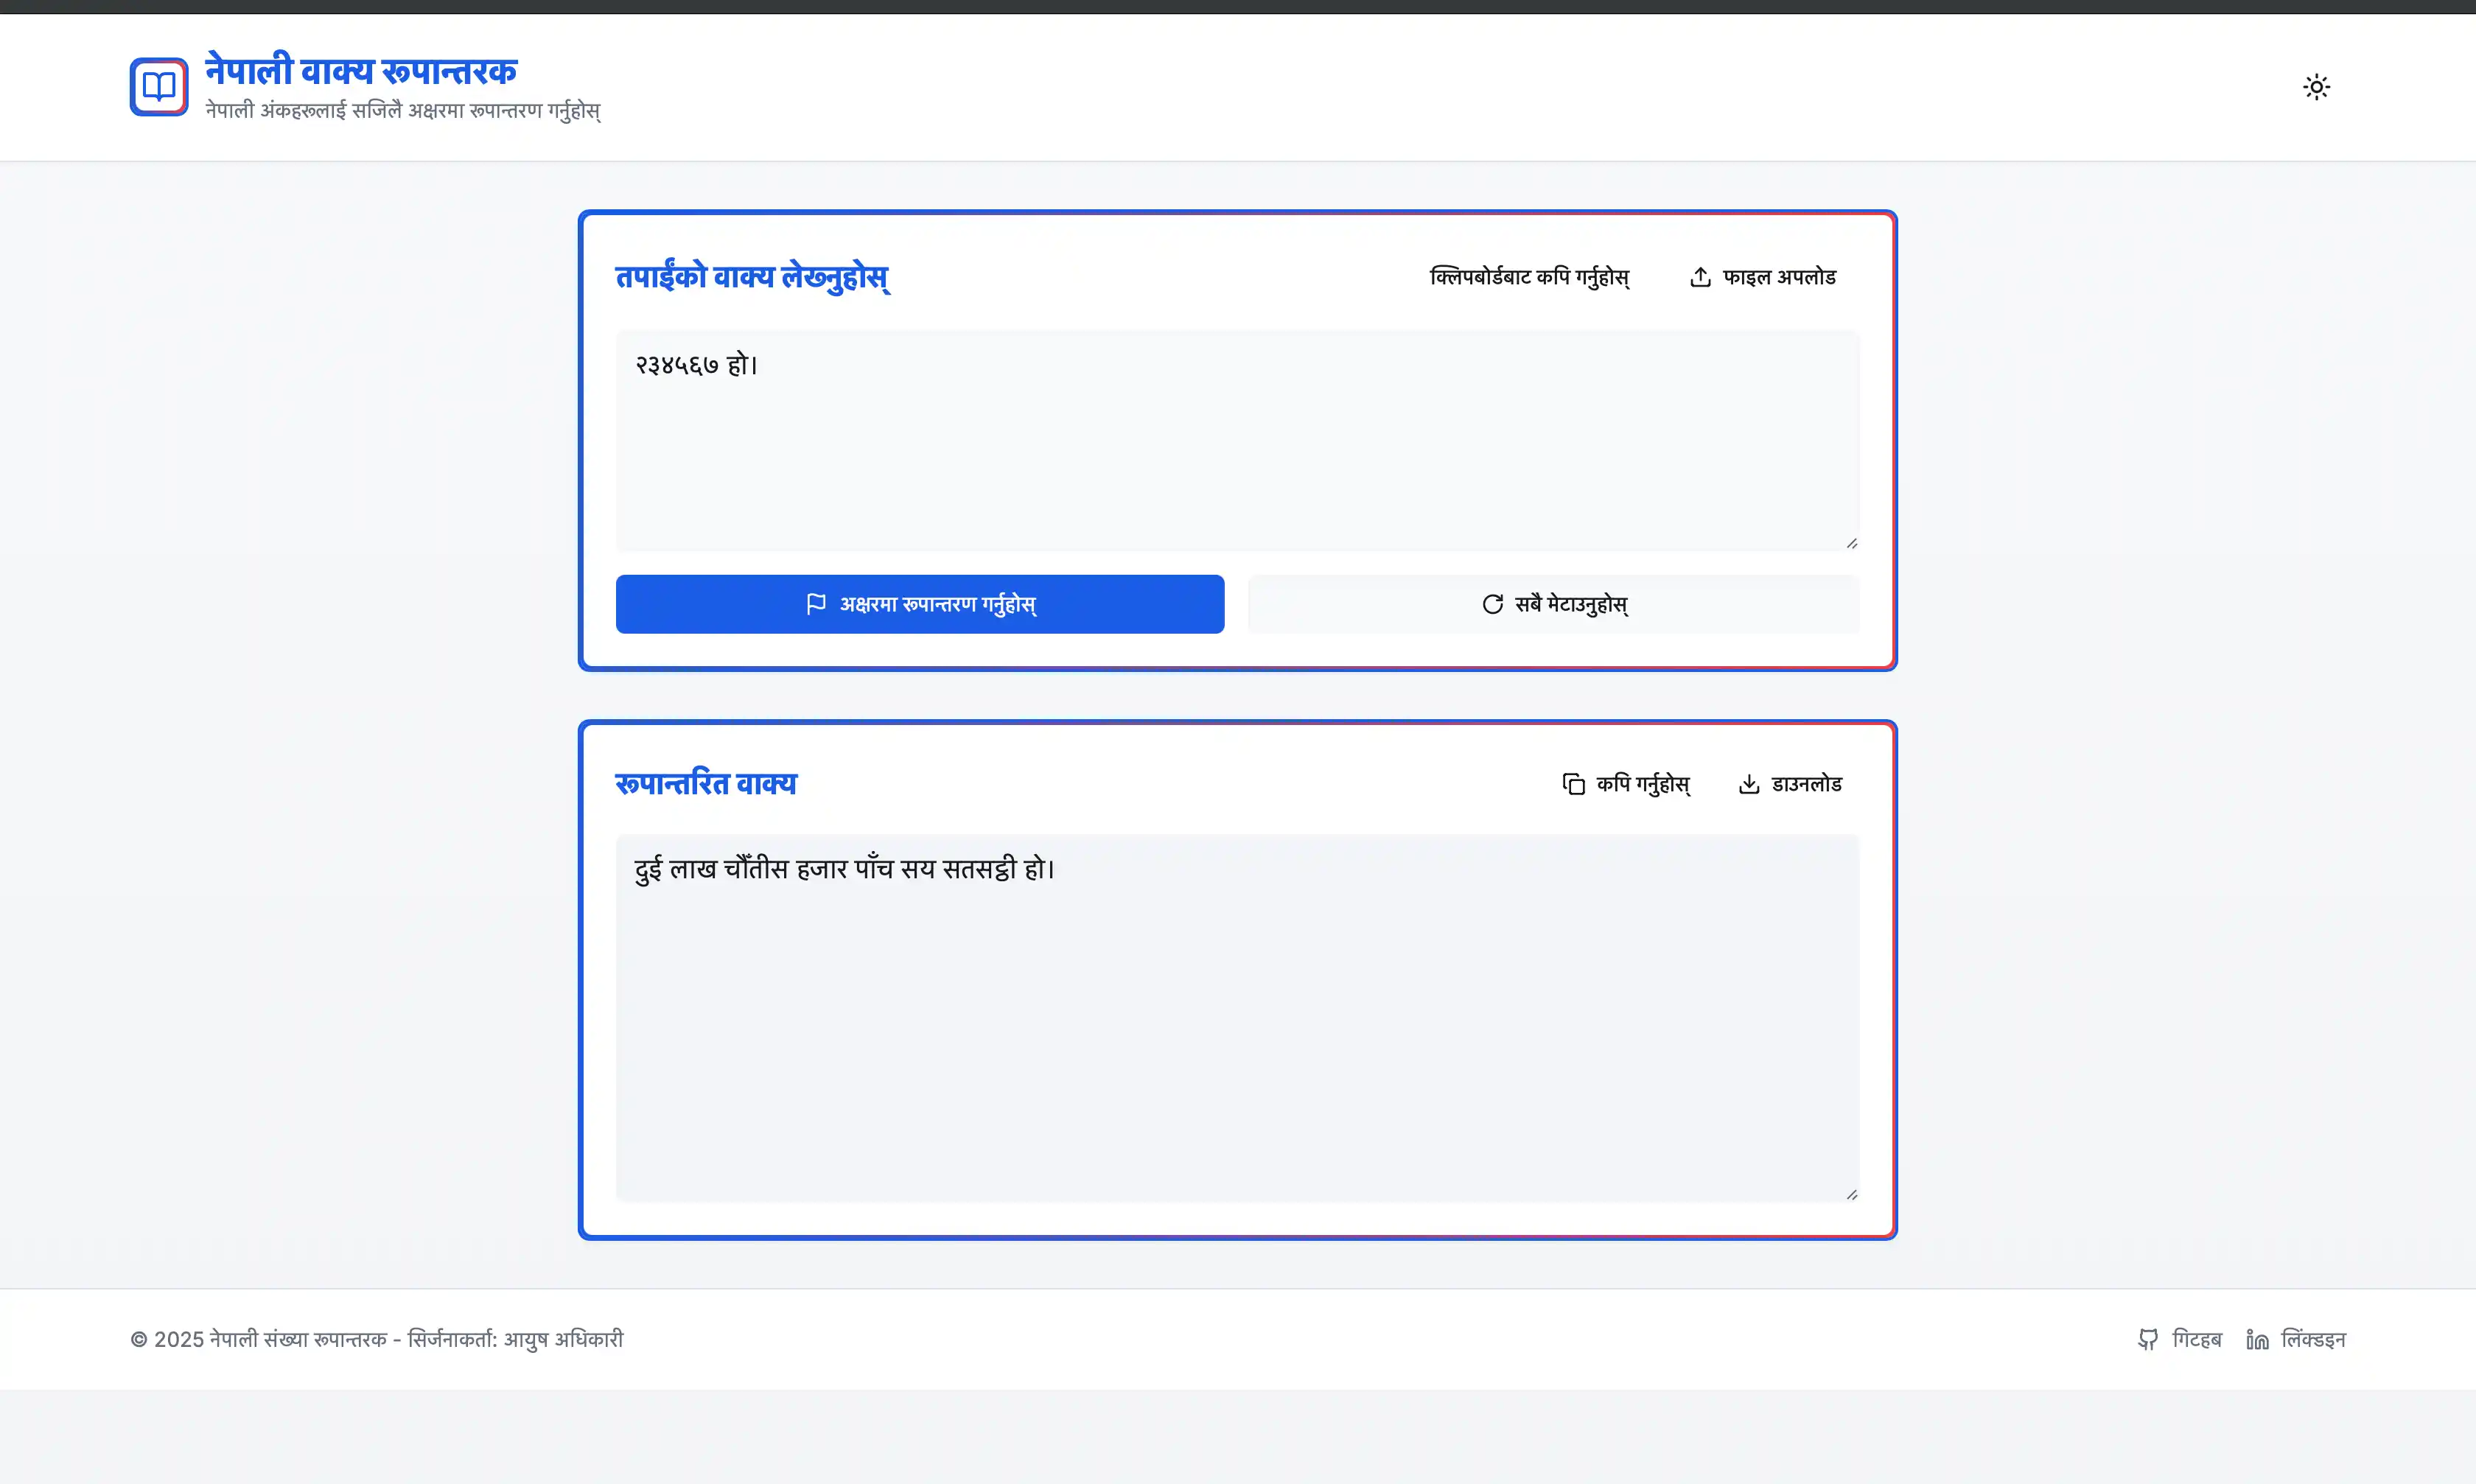 नेपाली वाक्य रूपान्तरक
नेपाली अंकहरूलाई सजिलै अक्षरमा रूपान्तरण गर्नुहोस्
तपाईंको वाक्य लेख्नुहोस्
क्लिपबोर्डबाट कपि गर्नुहोस्
फाइल अपलोड
२३४५६७ हो।
अक्षरमा रूपान्तरण गर्नुहोस्
सबै मेटाउनुहोस्
रूपान्तरित वाक्य
कपि गर्नुहोस्
डाउनलोड
दुई लाख चौँतीस हजार पाँच सय सतसट्ठी हो।
© 2025 नेपाली संख्या रूपान्तरक - सिर्जनाकर्ता: आयुष अधिकारी
गिटहब
लिंक्डइन